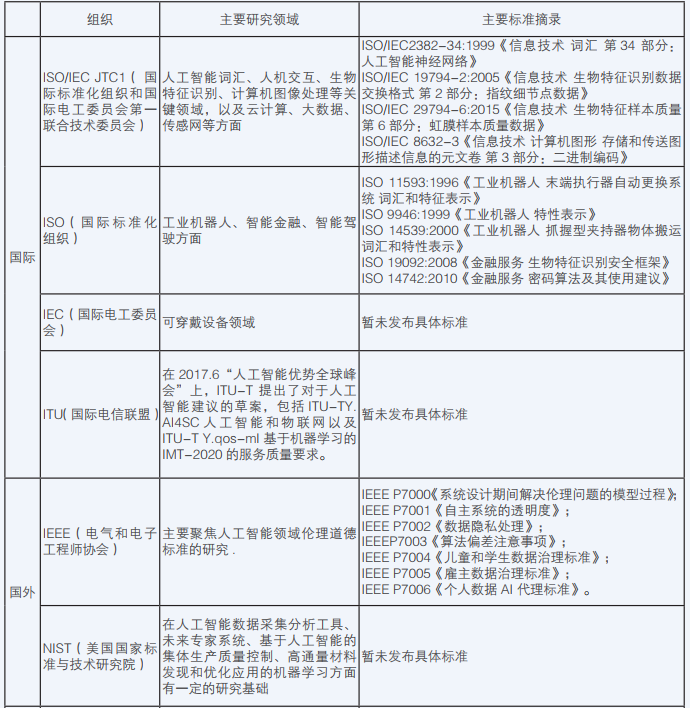 组织 主要研究领域 主要标准摘录
国际
ISO/IEC JTC1（ 国
际标准化组织和国
际电工委员会第一
联合技术委员会）
人工智能词汇、人机交互、生物
特征识别、计算机图像处理等关
键领域，以及云计算、大数据、
传感网等方面
ISO/IEC2382-34:1999《信息技术 词汇 第 34 部分；
人工智能神经网络》
ISO/IEC 19794-2:2005《信息技术 生物特征识别数据
交换格式 第 2 部分；指纹细节点数据》
ISO/IEC 29794-6:2015《信息技术 生物特征样本质量
第 6 部分；虹膜样本质量数据》
ISO/IEC 8632-3《信息技术 计算机图形 存储和传送图
形描述信息的元文卷 第 3 部分；二进制编码》
ISO（国际标准化
组织）
工业机器人、智能金融、智能驾
驶方面
ISO 11593:1996《工业机器人 末端执行器自动更换系
统 词汇和特征表示》
ISO 9946:1999《工业机器人 特性表示》
ISO 14539:2000《工业机器人 抓握型夹持器物体搬运
词汇和特性表示》
ISO 19092:2008《金融服务 生物特征识别安全框架》
ISO 14742:2010《金融服务 密码算法及其使用建议》
IEC（国际电工委员
会）
可穿戴设备领域
暂未发布具体标准
ITU（国际电信联盟）
在 2017.6“人工智能优势全球峰
会”上，ITU-T 提出了对于人工
智能建议的草案，包括 ITU-TY.
AI4SC 人工智能和物联网以及
ITU-T Y.qos-ml 基于机器学习的
IMT-2020 的服务质量要求。
暂未发布具体标准
国外
IEEE（电气和电子
工程师协会）
主要聚焦人工智能领域伦理道德
标准的研究 .
IEEE P7000《系统设计期间解决伦理问题的模型过程》；
IEEE P7001《自主系统的透明度》；
IEEE P7002《数据隐私处理》；
IEEEP7003《算法偏差注意事项》；
IEEE P7004《儿童和学生数据治理标准》；
IEEE P7005《雇主数据治理标准》；
IEEE P7006《个人数据 AI 代理标准》。
NIST（美国国家标
准与技术研究院）
在人工智能数据采集分析工具、
未来专家系统、基于人工智能的
集体生产质量控制、高通量材料
发现和优化应用的机器学习方面
有一定的研究基础
暂未发布具体标准